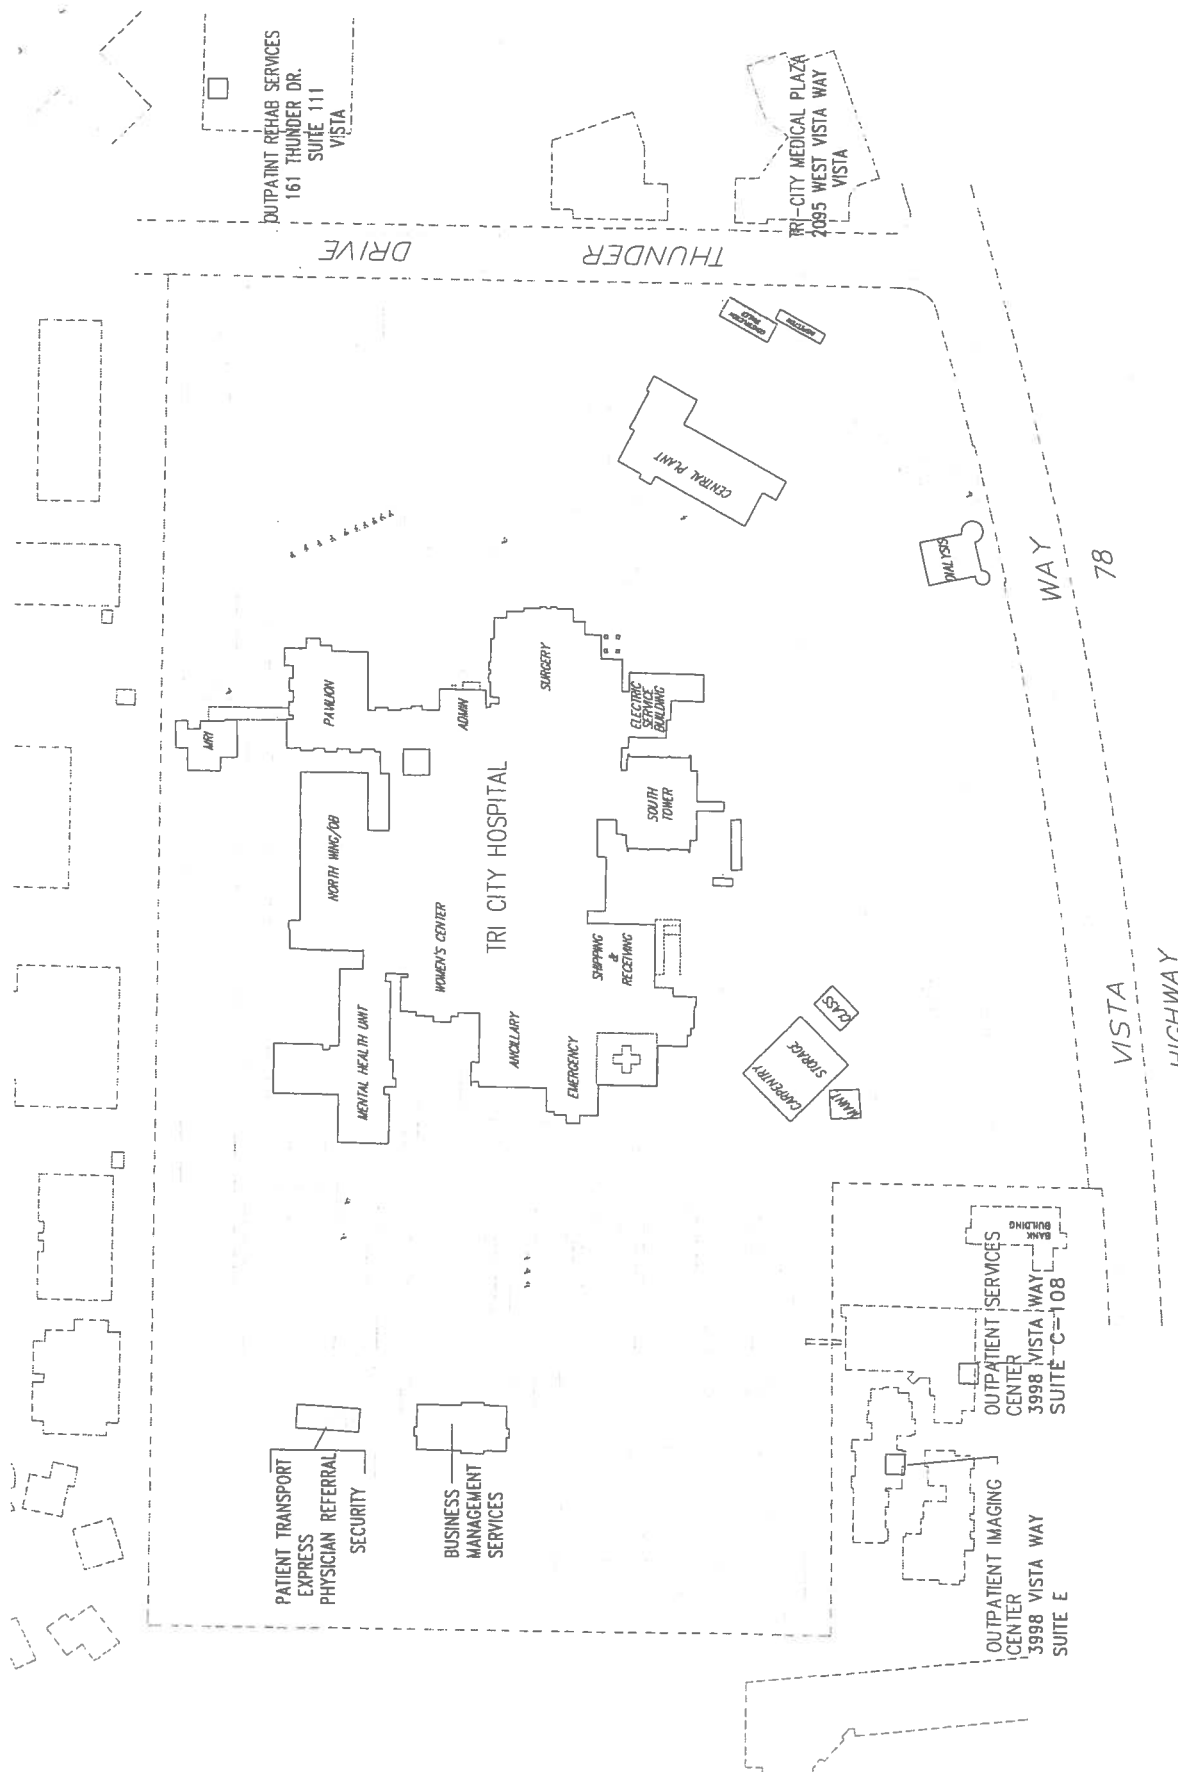 OUTPATINT REHAB SERVICES
161 THUNDER DR.
SUITE 111
VISTA
TRI-CITY MEDICAL PLAZA
2095 WEST VISTA WAY
VISTA
THUNDER
DRIVE
CONSTRUCTION
TRAILER
CENTRAL PLANT
DIALYSIS
WAY
78
MRI
PAVILION
ADMIN
SURGERY
ELECTRIC
SERVICE
BUILDING
NORTH WING/OB
TRI CITY HOSPITAL
SOUTH
TOWER
WOMEN'S CENTER
SHIPPING
&
RECEIVING
MENTAL HEALTH UNIT
ANCILLARY
EMERGENCY
CLASS
CARPENTRY
STORAGE
MAINT
VISTA
HIGHWAY
BANK
BUILDING
OUTPATIENT SERVICES
CENTER
3998 VISTA WAY
SUITE C-108
PATIENT TRANSPORT
EXPRESS
PHYSICIAN REFERRAL
SECURITY
BUSINESS
MANAGEMENT
SERVICES
OUTPATIENT IMAGING
CENTER
3998 VISTA WAY
SUITE E